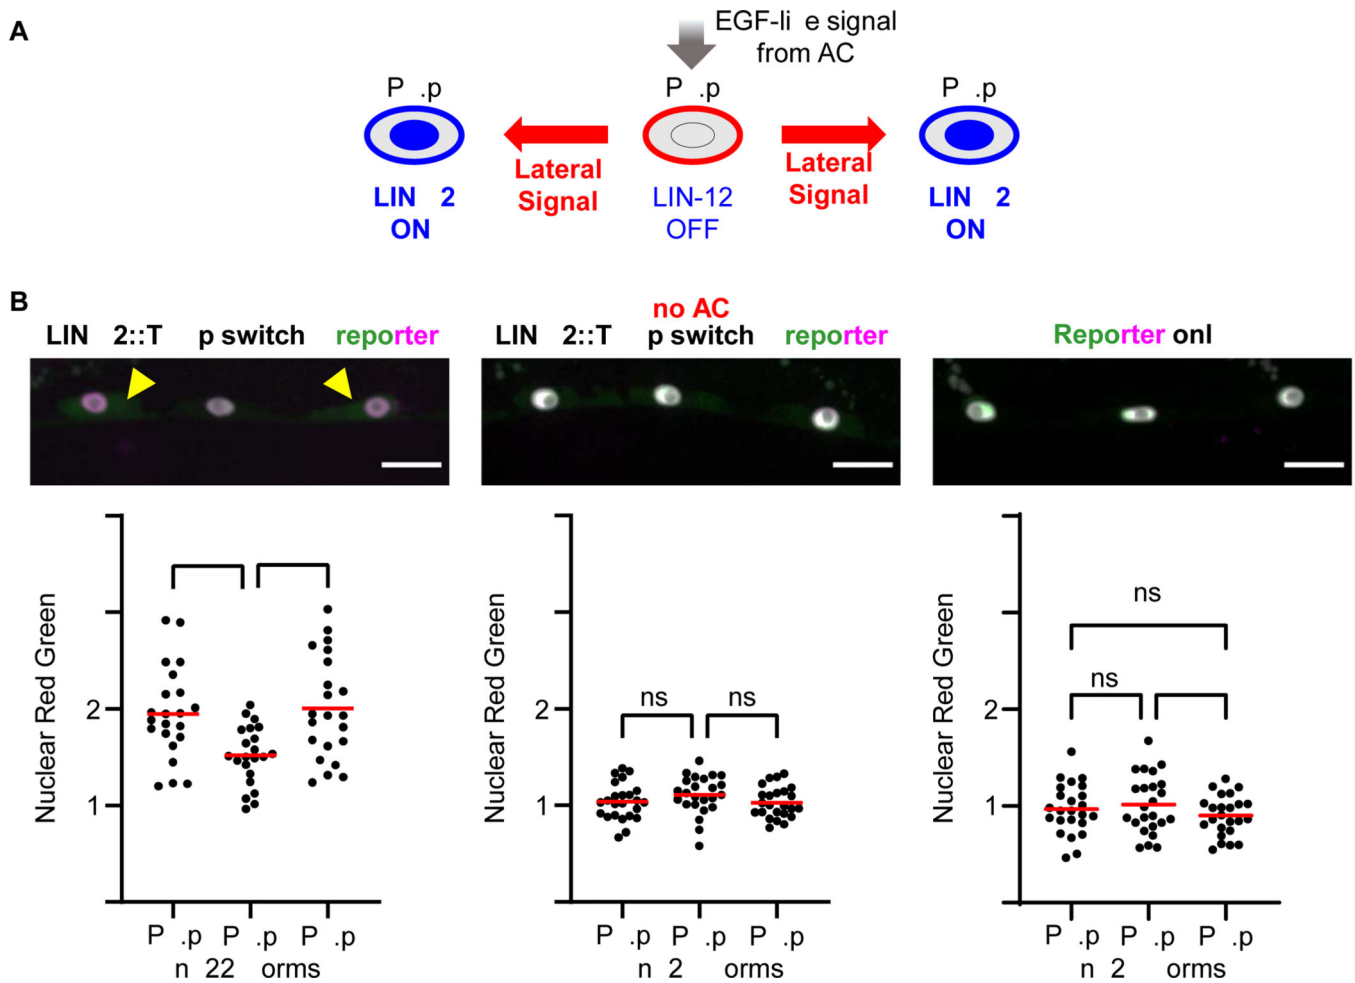 A
EGF-li e signal
from AC
P .p P .p P .p
Lateral
Signal
Lateral
Signal
LIN 2
ON
LIN-12
OFF
LIN 2
ON
B
LIN 2::T p switch reporter
no AC
LIN 2::T p switch reporter
Reporter onl
Nuclear Red Green
2
1
P .p P .p P .p
n 22 orms
Nuclear Red Green
ns ns
2
1
P .p P .p P .p
n 2 orms
Nuclear Red Green
ns
ns
2
1
P .p P .p P .p
n 2 orms